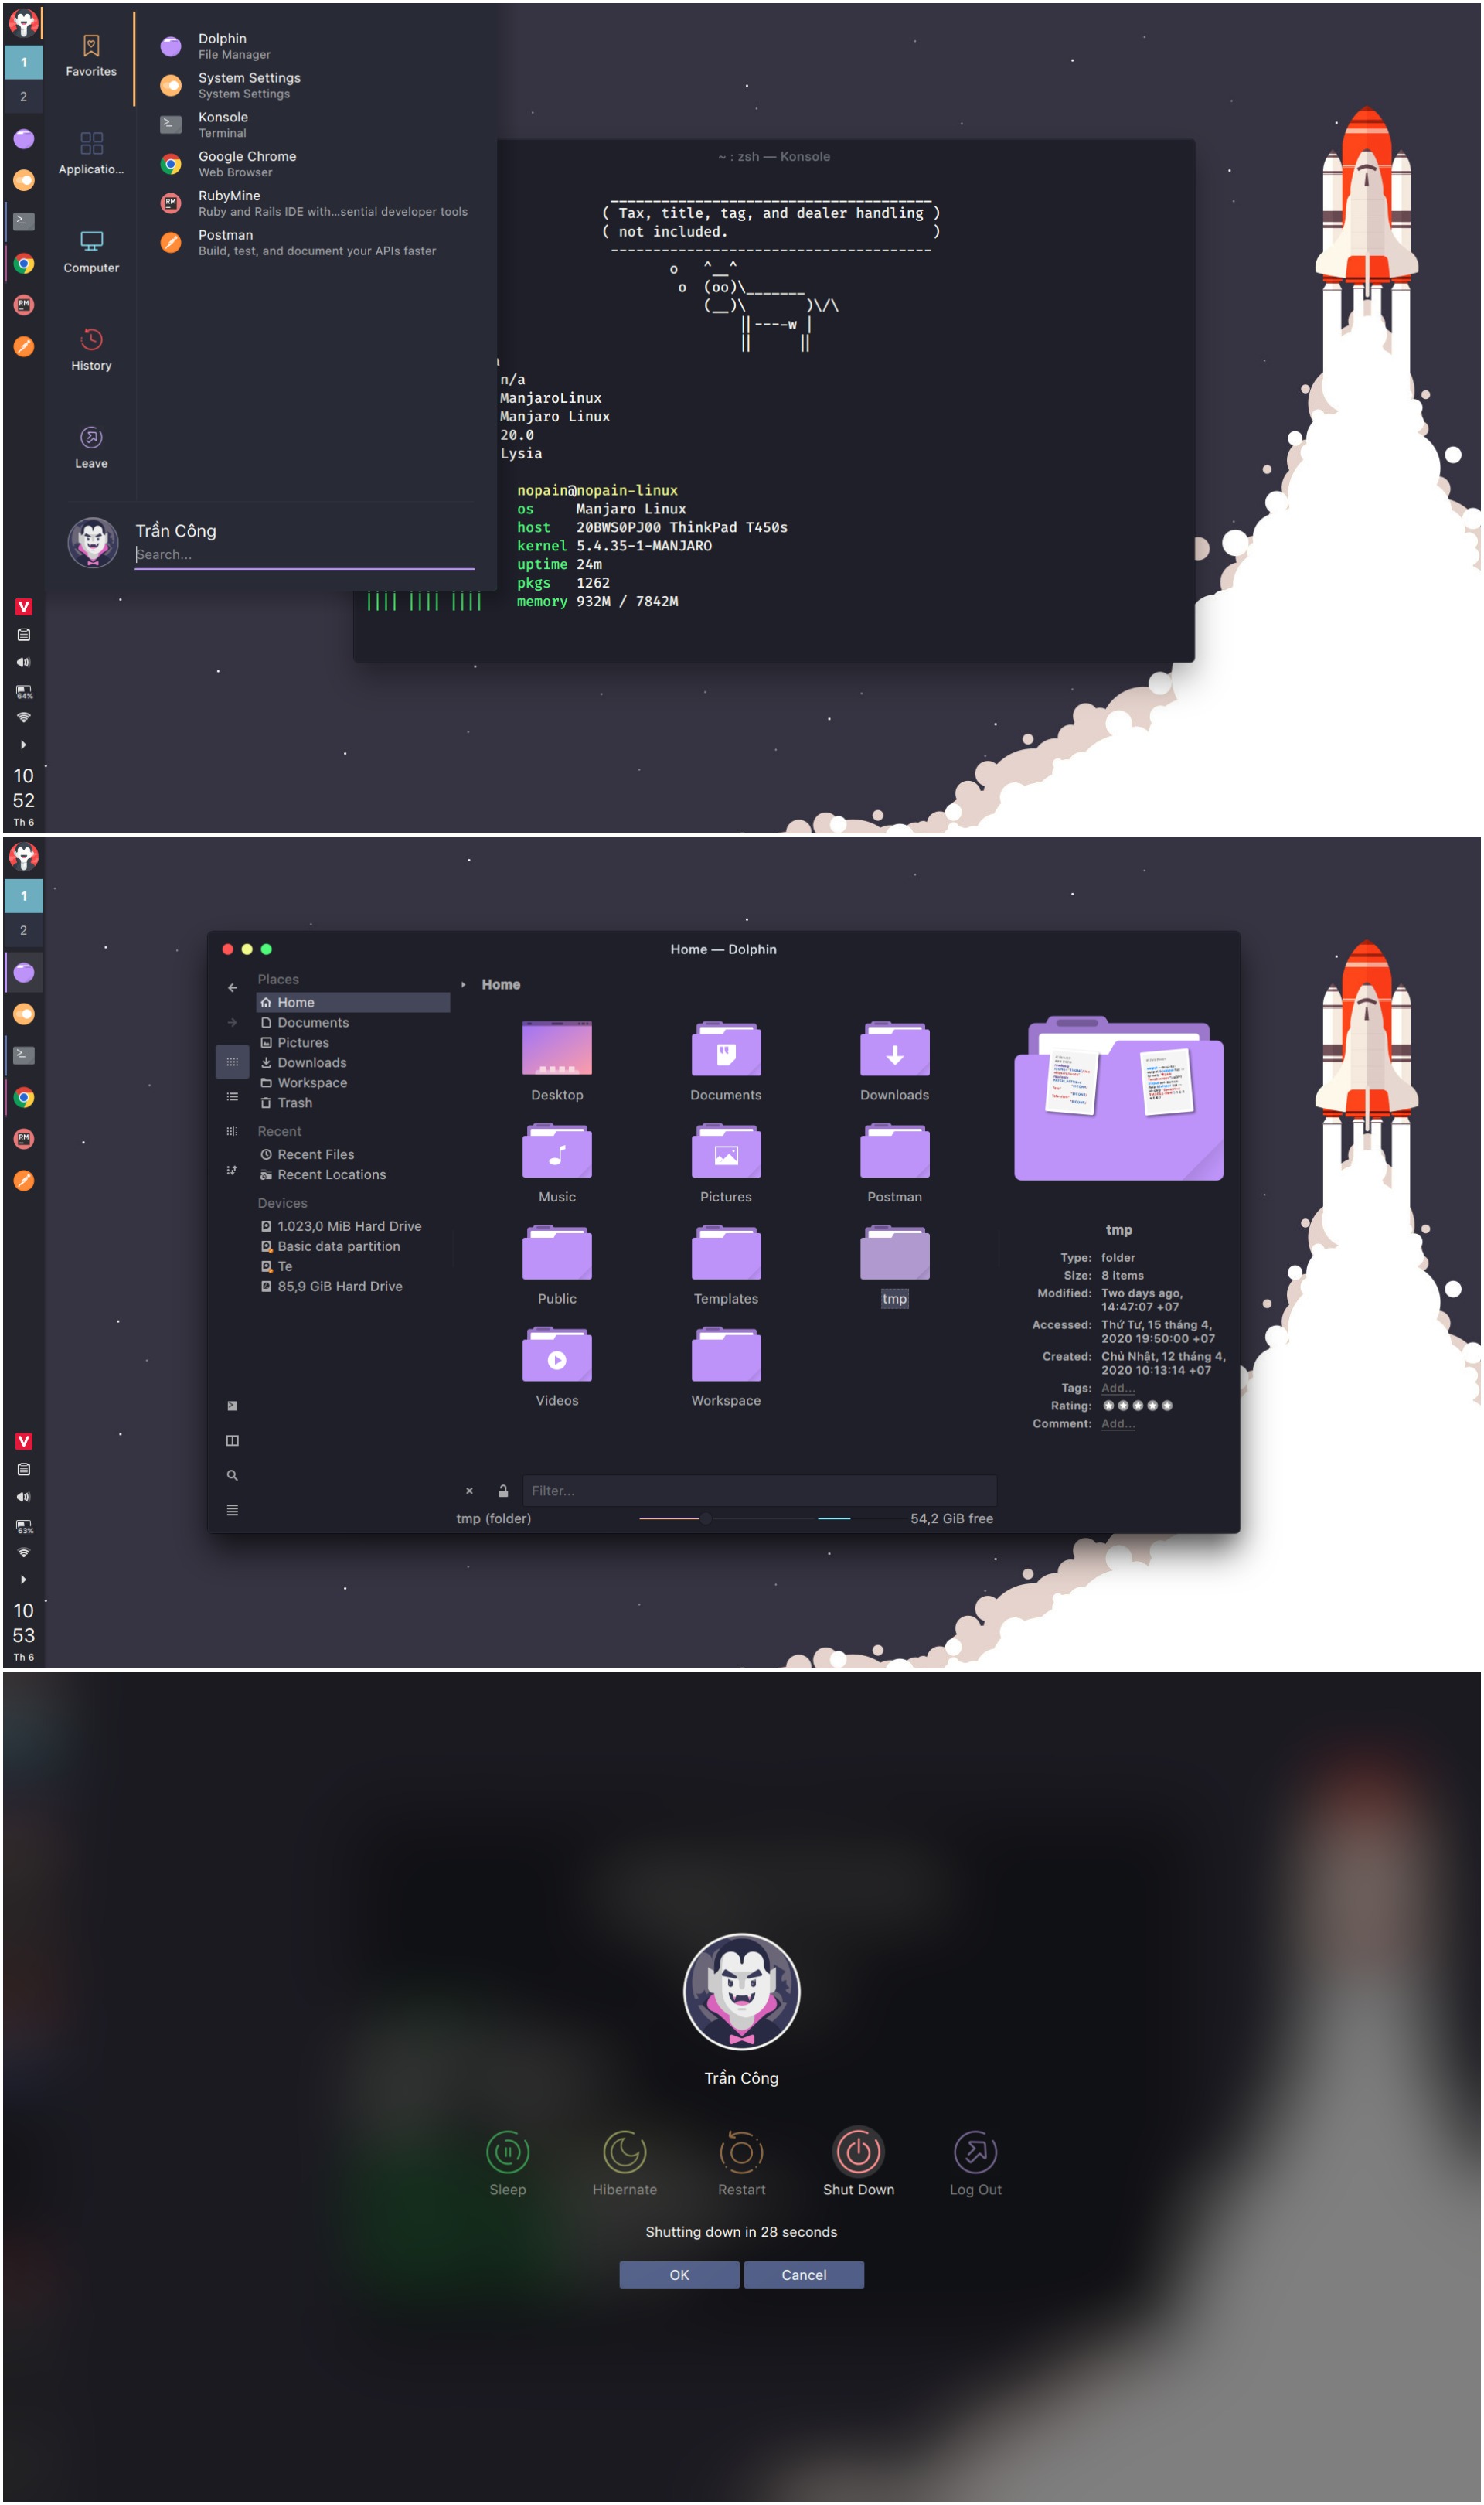 1
2
Favorites
Applicatio...
Computer
History
Leave
Dolphin
File Manager
System Settings
System Settings
Konsole
Terminal
Google Chrome
Web Browser
RubyMine
Ruby and Rails IDE with...sential developer tools
Postman
Build, test, and document your APIs faster
Trần Công
Search...
~ : zsh — Konsole
( Tax, title, tag, and dealer handling )
( not included. )
o ^__^
o (oo)\_______
(__)\ )\/\
||----w |
|| ||
n/a
ManjaroLinux
Manjaro Linux
20.0
Lysia
nopain@nopain-linux
os Manjaro Linux
host 20BWS0PJ00 ThinkPad T450s
kernel 5.4.35-1-MANJARO
uptime 24m
pkgs 1262
memory 932M / 7842M
RM
V
64%
10
52
Th 6
1
2
RM
V
63%
10
53
Th 6
Home — Dolphin
Places
Home
Documents
Pictures
Downloads
Workspace
Trash
Recent
Recent Files
Recent Locations
Devices
1.023,0 MiB Hard Drive
Basic data partition
Te
85,9 GiB Hard Drive
Home
Desktop
Documents
Downloads
Music
Pictures
Postman
Public
Templates
tmp
Videos
Workspace
tmp
Type: folder
Size: 8 items
Modified: Two days ago,
14:47:07 +07
Accessed: Thứ Tư, 15 tháng 4,
2020 19:50:00 +07
Created: Chủ Nhật, 12 tháng 4,
2020 10:13:14 +07
Tags: Add...
Rating:
Comment: Add...
Filter...
tmp (folder)
54,2 GiB free
Trần Công
Sleep
Hibernate
Restart
Shut Down
Log Out
Shutting down in 28 seconds
OK
Cancel